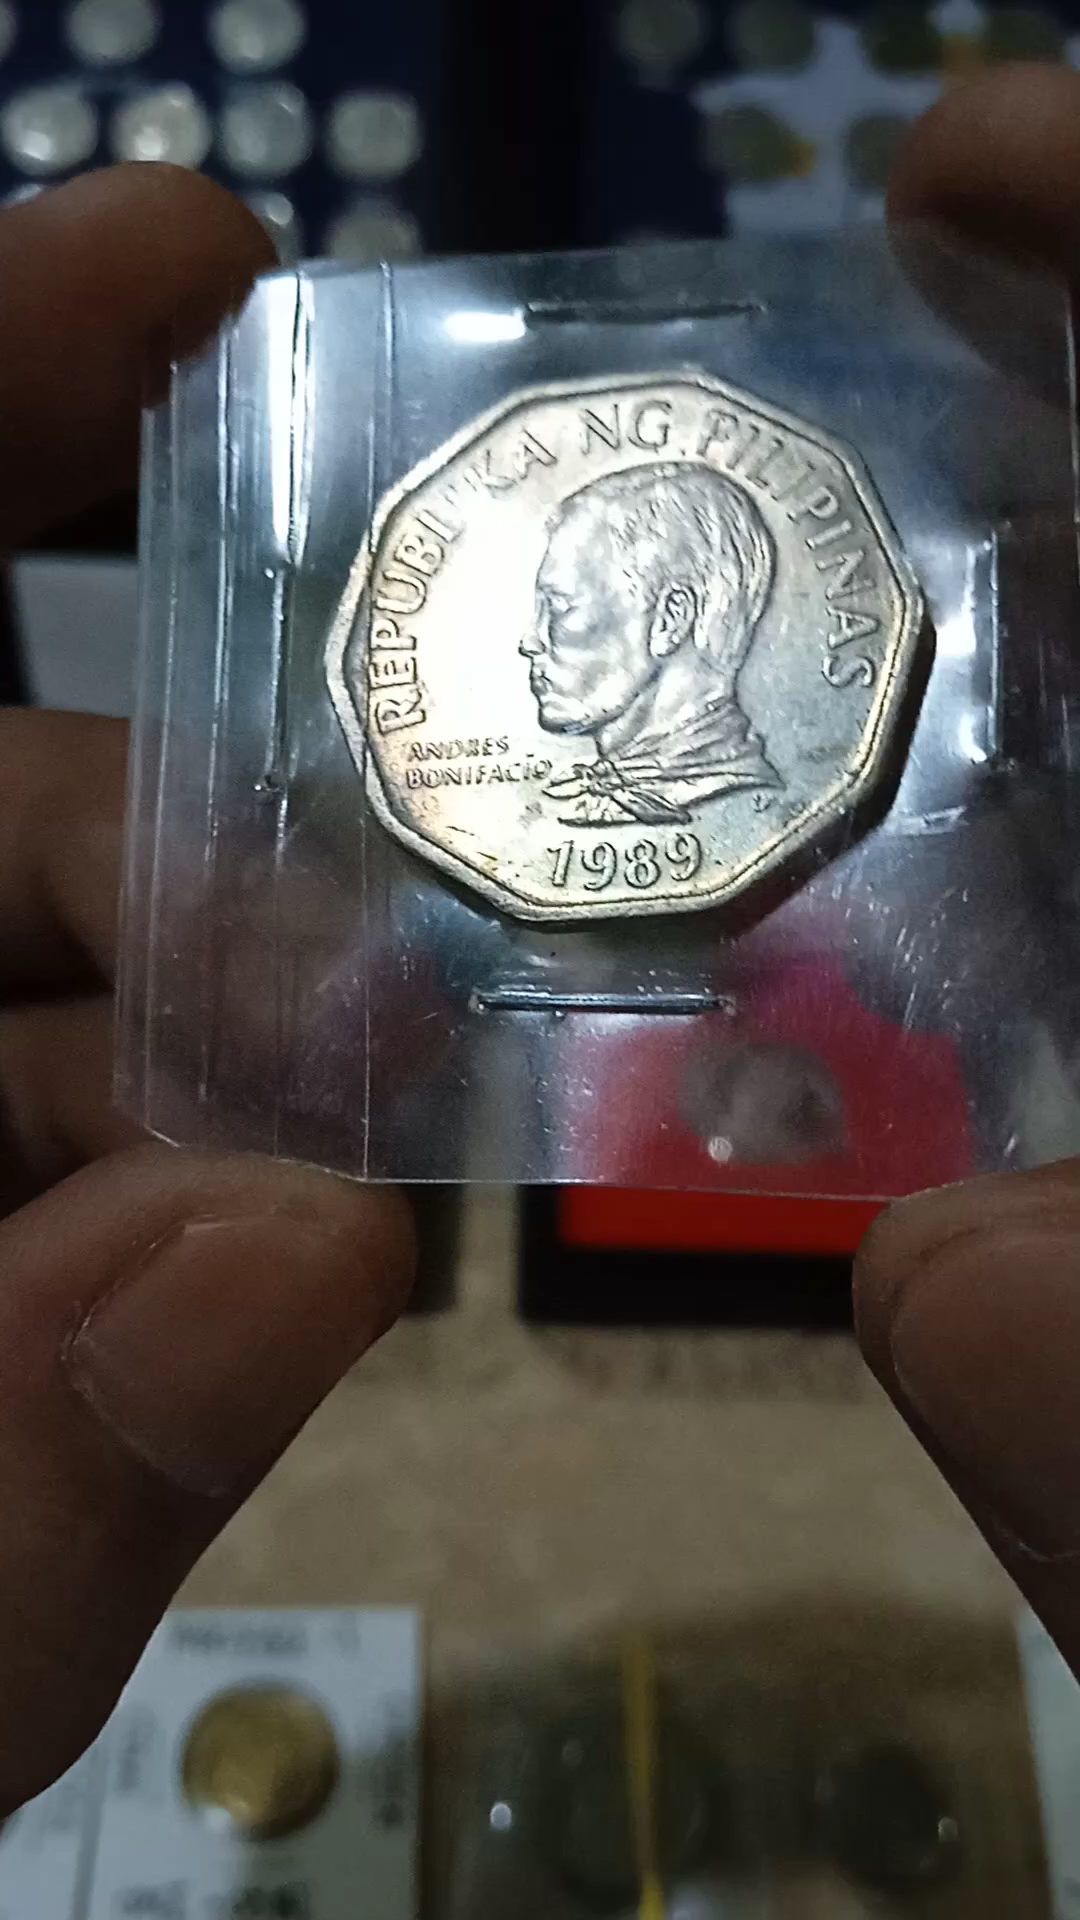 REPUBLIKA NG PILIPINAS
ANDRES
BONIFACIO
1989